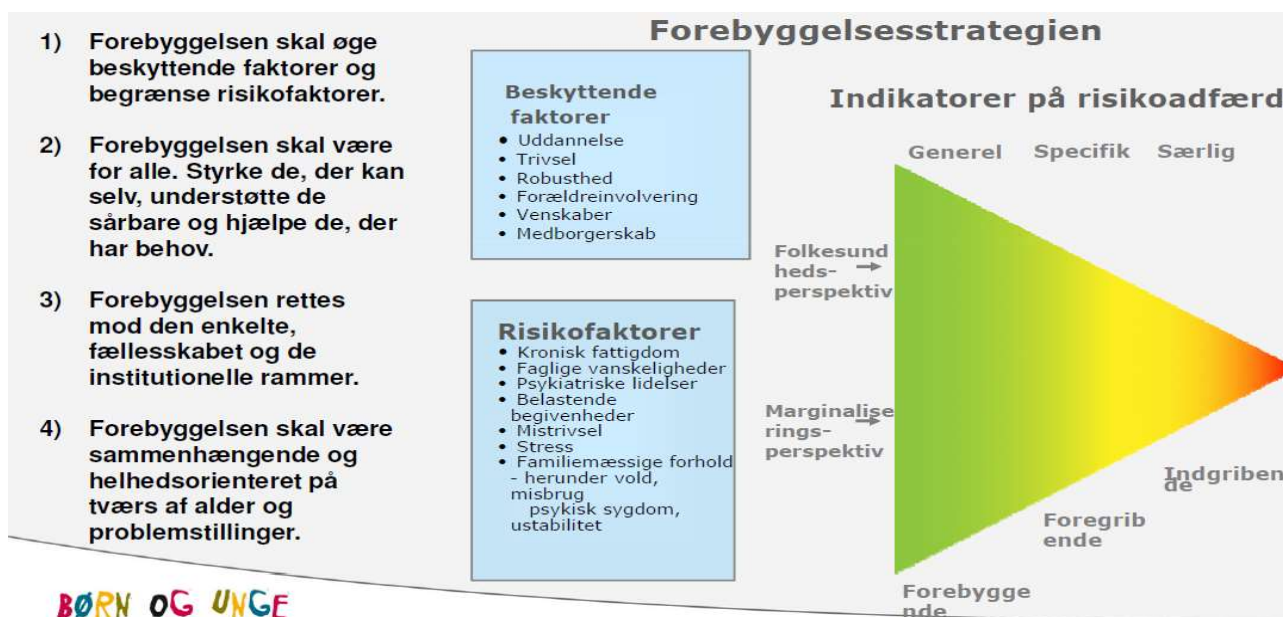 1) Forebyggelsen skal øge
beskyttende faktorer og
begrænse risikofaktorer.
2) Forebyggelsen skal være
for alle. Styrke de, der kan
selv, understøtte de
sårbare og hjælpe de, der
har behov.
3) Forebyggelsen rettes
mod den enkelte,
fællesskabet og de
institutionelle rammer.
4) Forebyggelsen skal være
sammenhængende og
helhedsorienteret på
tværs af alder og
problemstillinger.
BØRN OG UNGE
Forebyggelsesstrategien
Beskyttende
faktorer
• Uddannelse
• Trivsel
• Robusthed
• Forældreinvolvering
• Venskaber
• Medborgerskab
Risikofaktorer
• Kronisk fattigdom
• Faglige vanskeligheder
• Psykiatriske lidelser
• Belastende
begivenheder
• Mistrivsel
• Stress
• Familiemæssige forhold
- herunder vold,
misbrug
psykisk sygdom,
ustabilitet
Indikatorer på risikoadfærd
Generel Specifik Særlig
Folkesund
heds-
perspektiv
Marginalise
rings-
perspektiv
Indgriben
de
Foregrib
ende
Forebygge
nde